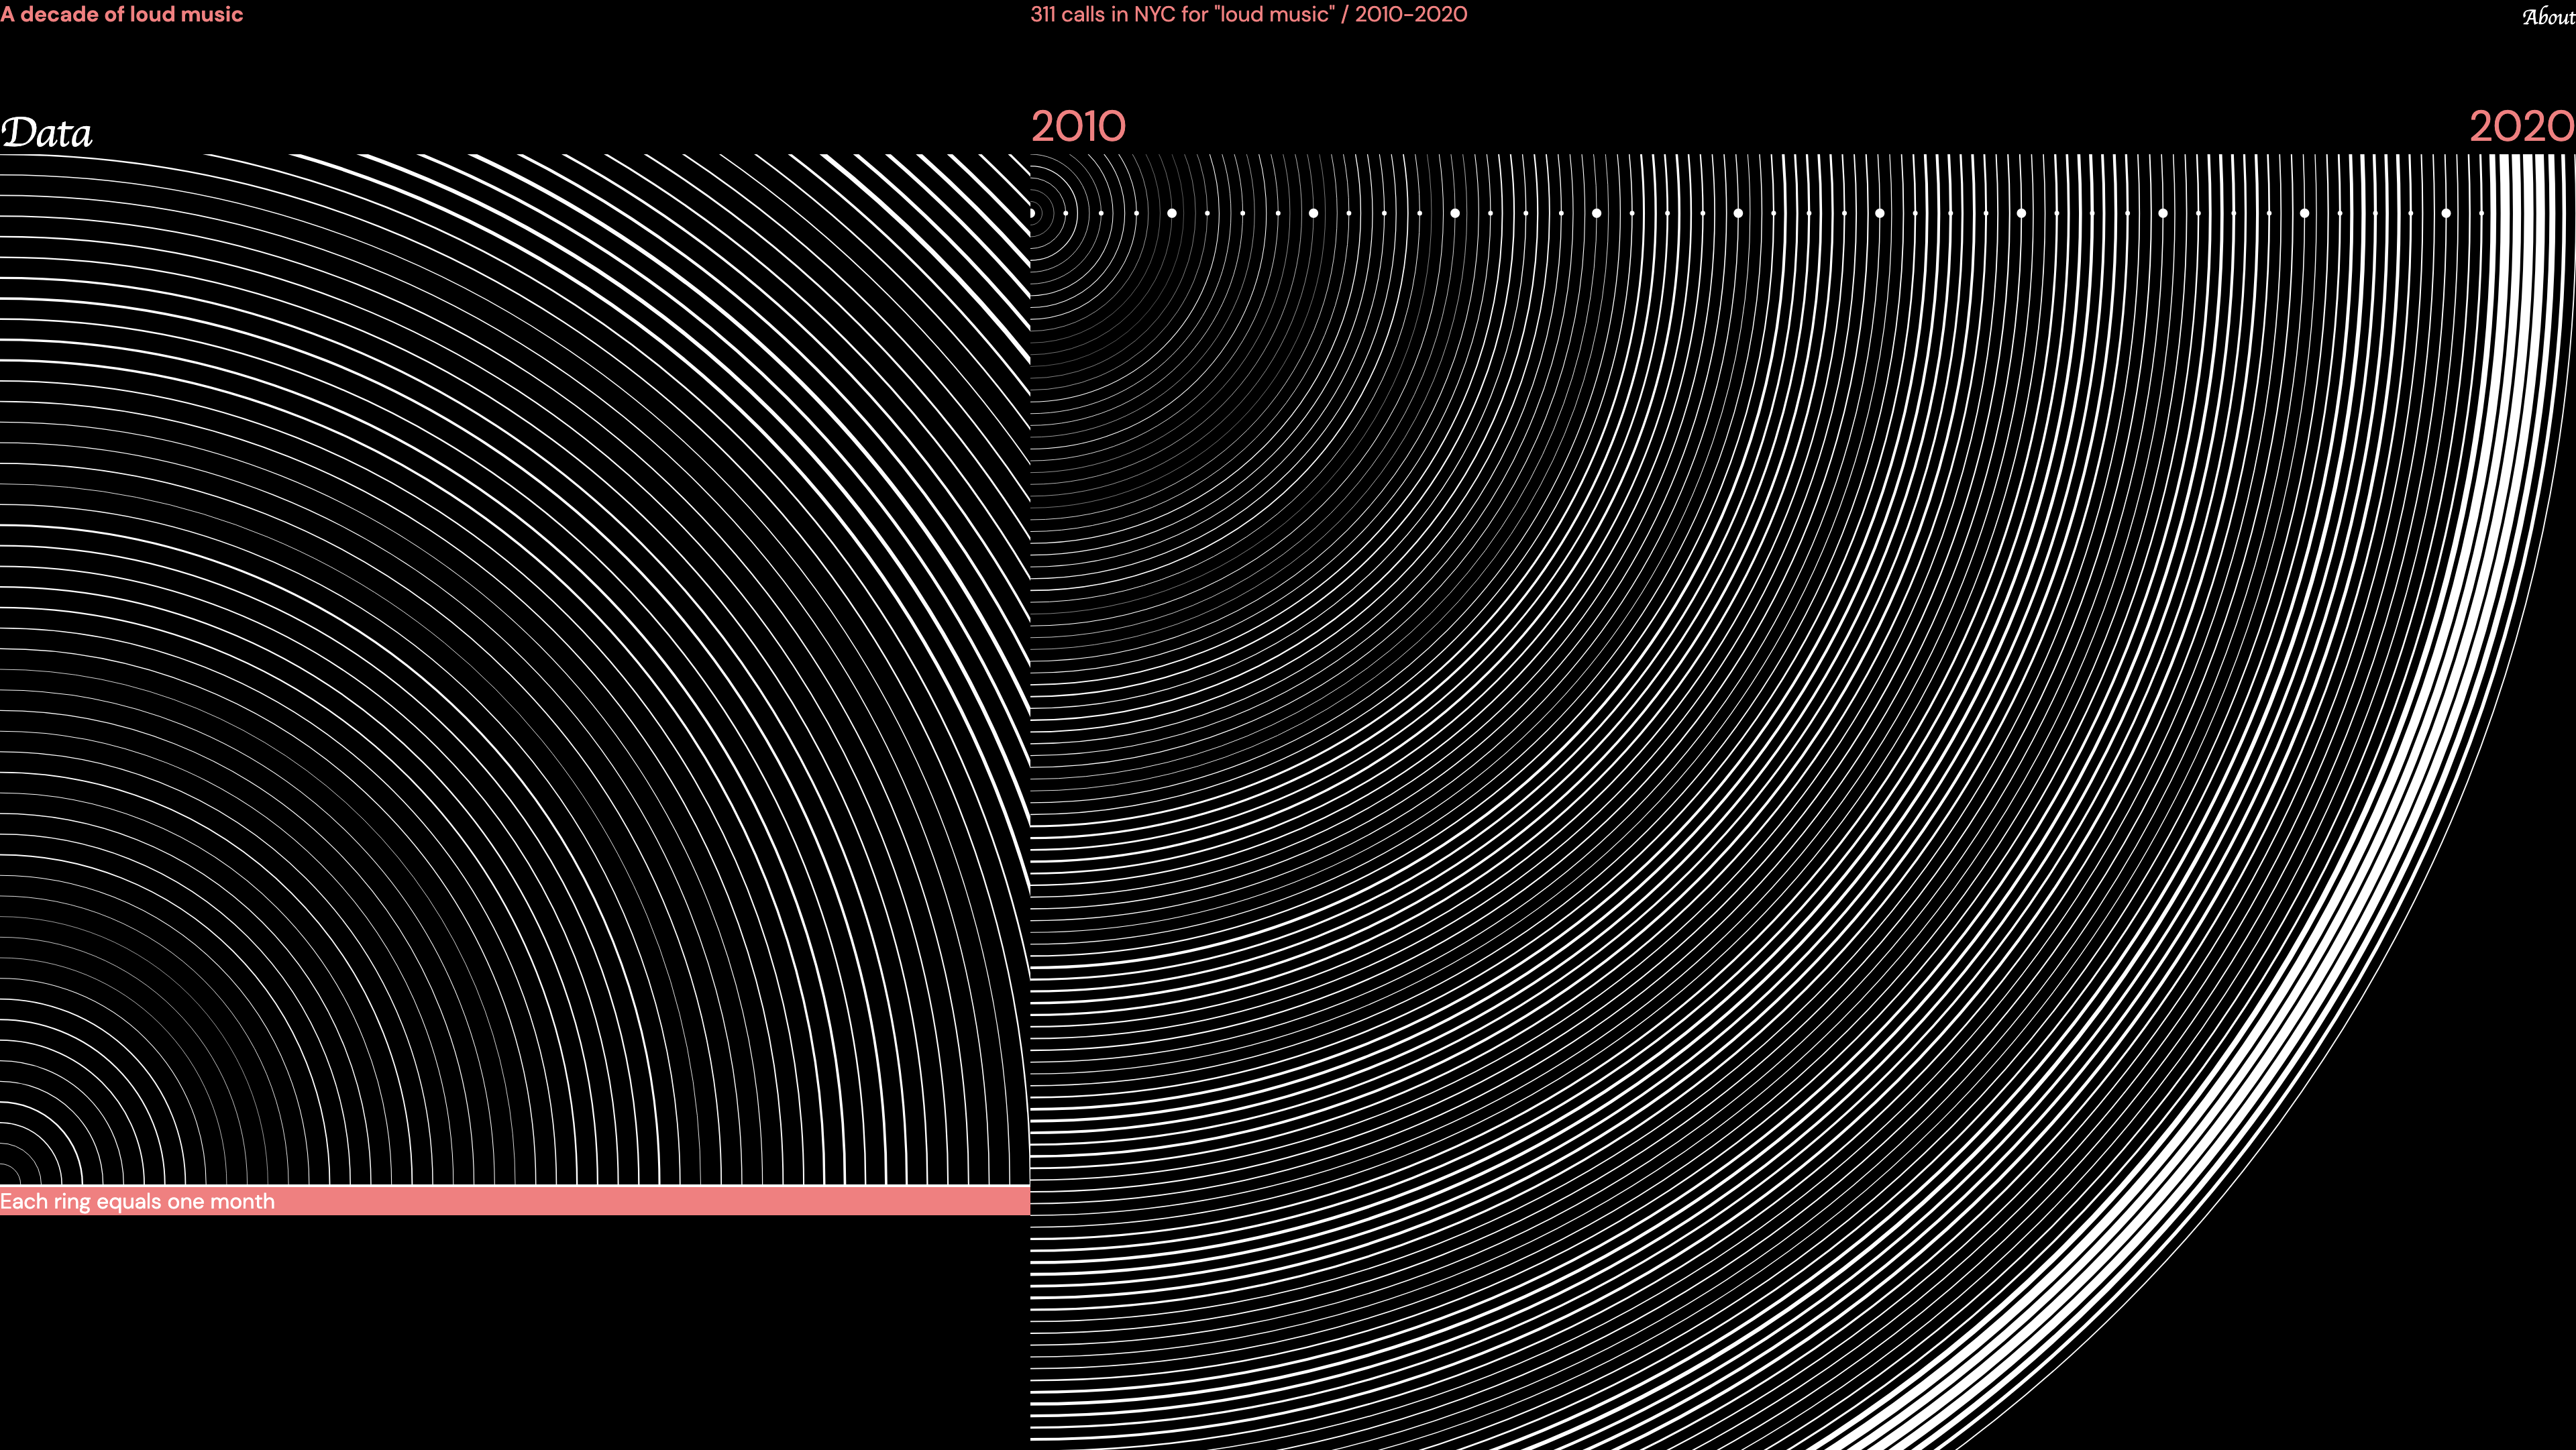 A decade of loud music
311 calls in NYC for "loud music" / 2010–2020
About
Data
2010
2020
Each ring equals one month